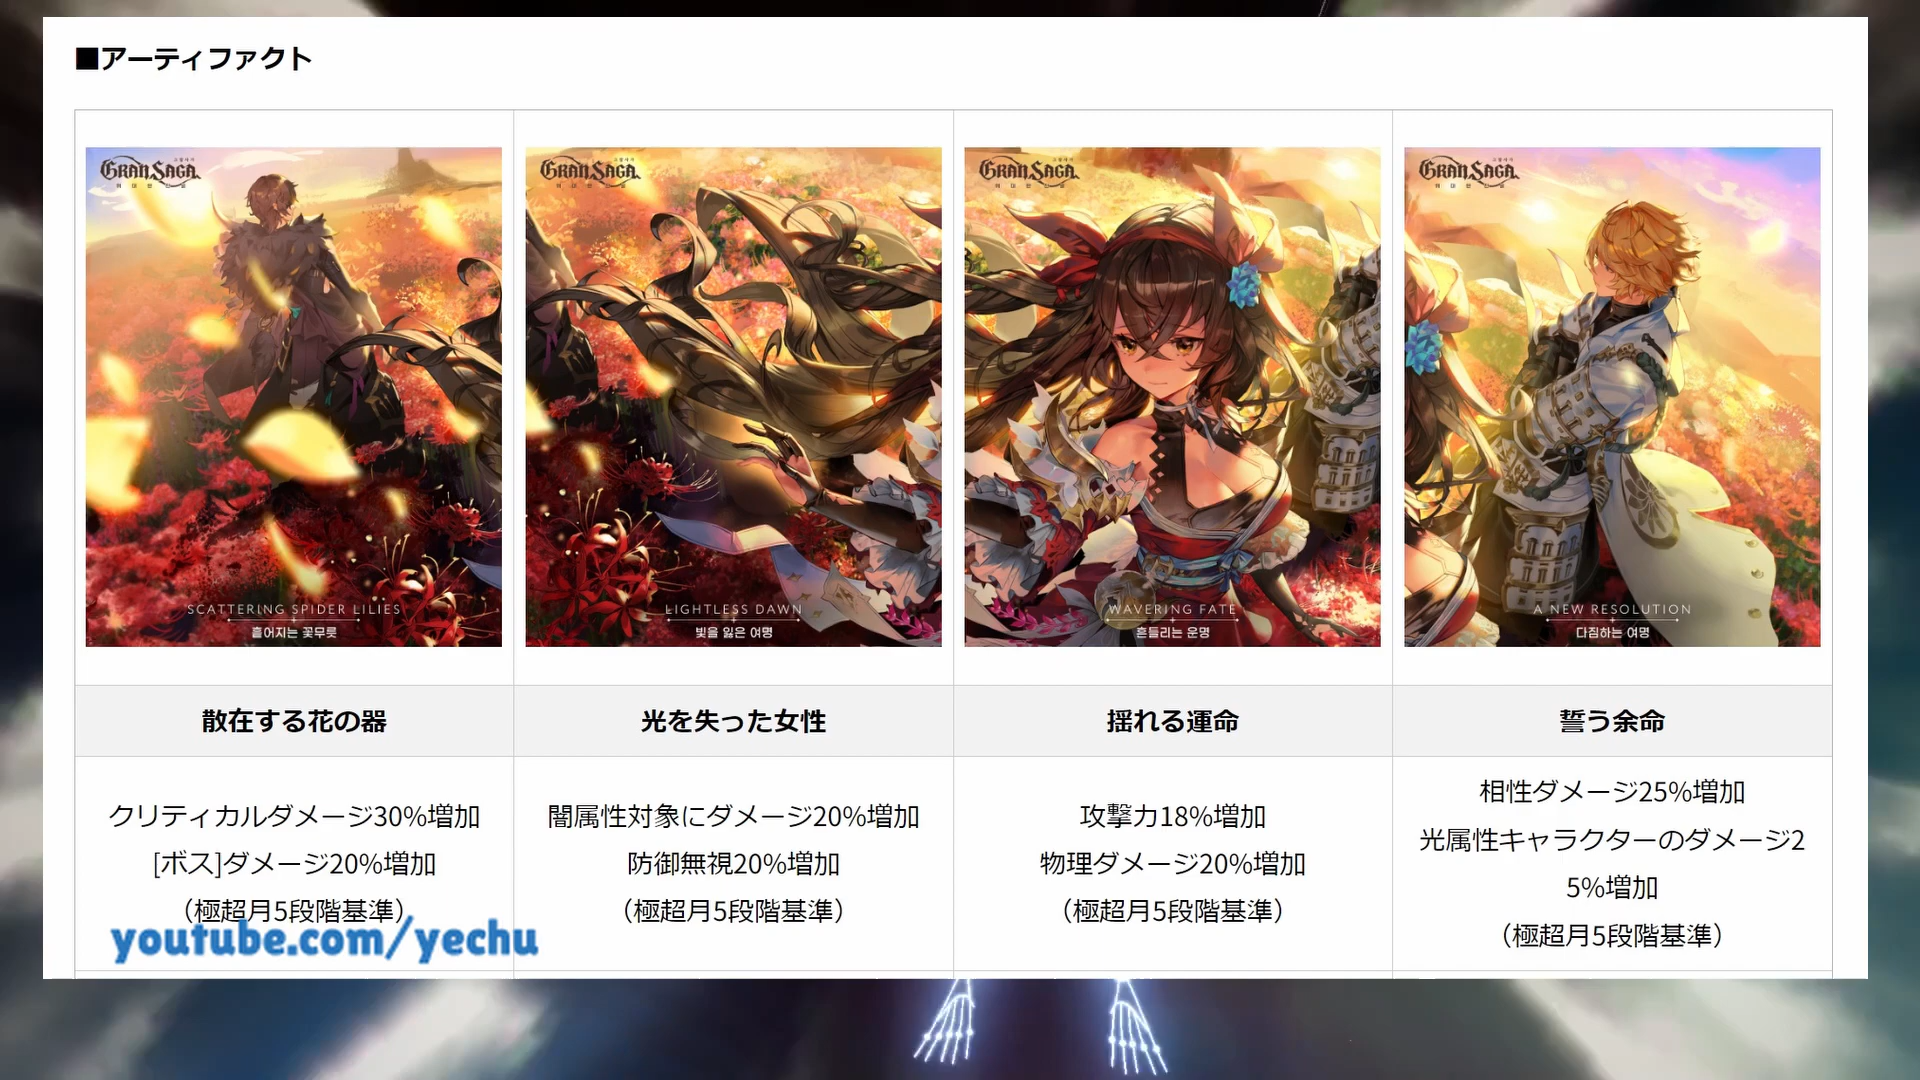 ■アーティファクト
GRANSAGA
GRANSAGA
GRANSAGA
GRANSAGA
SCATTERING SPIDER LILIES
흩어지는 꽃무릇
LIGHTLESS DAWN
빛을 잃은 여명
WAVERING FATE
흔들리는 운명
A NEW RESOLUTION
다짐하는 여명
散在する花の器
光を失った女性
揺れる運命
誓う余命
クリティカルダメージ30%増加
[ボス]ダメージ20%増加
（極超月5段階基準）
闇属性対象にダメージ20%増加
防御無視20%増加
（極超月5段階基準）
攻撃力18%増加
物理ダメージ20%増加
（極超月5段階基準）
相性ダメージ25%増加
光属性キャラクターのダメージ2
5%増加
（極超月5段階基準）
youtube.com/yechu